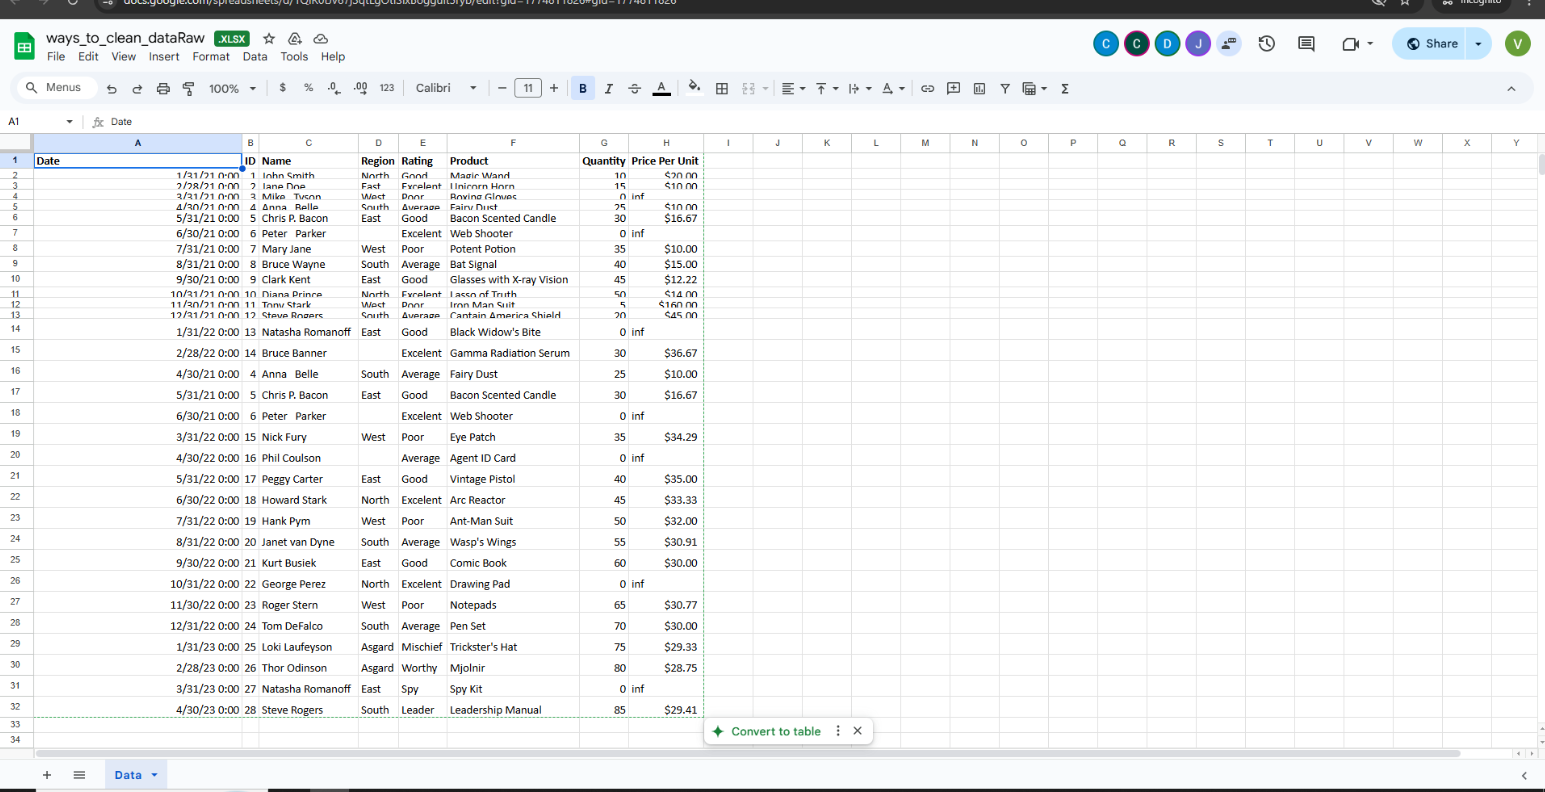 ways_to_clean_dataRaw .XLSX
C C D J Share V
File Edit View Insert Format Data Tools Help
Menus 100% $ % .0 .00 123 Calibri 11 B I A Σ
A1 fx Date
A B C D E F G H I J K L M N O P Q R S T U V W X Y
1 Date ID Name Region Rating Product Quantity Price Per Unit
2 1/31/21 0:00 1 John Smith North Good Magic Wand 10 $20.00
3 2/28/21 0:00 2 Jane Doe East Excelent Unicorn Horn 15 $10.00
4 3/31/21 0:00 3 Mike Tyson West Poor Boxing Gloves 0 inf
5 4/30/21 0:00 4 Anna Belle South Average Fairy Dust 25 $10.00
6 5/31/21 0:00 5 Chris P. Bacon East Good Bacon Scented Candle 30 $16.67
7 6/30/21 0:00 6 Peter Parker Excelent Web Shooter 0 inf
8 7/31/21 0:00 7 Mary Jane West Poor Potent Potion 35 $10.00
9 8/31/21 0:00 8 Bruce Wayne South Average Bat Signal 40 $15.00
10 9/30/21 0:00 9 Clark Kent East Good Glasses with X-ray Vision 45 $12.22
11 10/31/21 0:00 10 Diana Prince North Excelent Lasso of Truth 50 $14.00
12 11/30/21 0:00 11 Tony Stark West Poor Iron Man Suit 5 $160.00
13 12/31/21 0:00 12 Steve Rogers South Average Captain America Shield 20 $45.00
14 1/31/22 0:00 13 Natasha Romanoff East Good Black Widow's Bite 0 inf
15 2/28/22 0:00 14 Bruce Banner Excelent Gamma Radiation Serum 30 $36.67
16 4/30/21 0:00 4 Anna Belle South Average Fairy Dust 25 $10.00
17 5/31/21 0:00 5 Chris P. Bacon East Good Bacon Scented Candle 30 $16.67
18 6/30/21 0:00 6 Peter Parker Excelent Web Shooter 0 inf
19 3/31/22 0:00 15 Nick Fury West Poor Eye Patch 35 $34.29
20 4/30/22 0:00 16 Phil Coulson Average Agent ID Card 0 inf
21 5/31/22 0:00 17 Peggy Carter East Good Vintage Pistol 40 $35.00
22 6/30/22 0:00 18 Howard Stark North Excelent Arc Reactor 45 $33.33
23 7/31/22 0:00 19 Hank Pym West Poor Ant-Man Suit 50 $32.00
24 8/31/22 0:00 20 Janet van Dyne South Average Wasp's Wings 55 $30.91
25 9/30/22 0:00 21 Kurt Busiek East Good Comic Book 60 $30.00
26 10/31/22 0:00 22 George Perez North Excelent Drawing Pad 0 inf
27 11/30/22 0:00 23 Roger Stern West Poor Notepads 65 $30.77
28 12/31/22 0:00 24 Tom DeFalco South Average Pen Set 70 $30.00
29 1/31/23 0:00 25 Loki Laufeyson Asgard Mischief Trickster's Hat 75 $29.33
30 2/28/23 0:00 26 Thor Odinson Asgard Worthy Mjolnir 80 $28.75
31 3/31/23 0:00 27 Natasha Romanoff East Spy Spy Kit 0 inf
32 4/30/23 0:00 28 Steve Rogers South Leader Leadership Manual 85 $29.41
33
34
Convert to table
Data